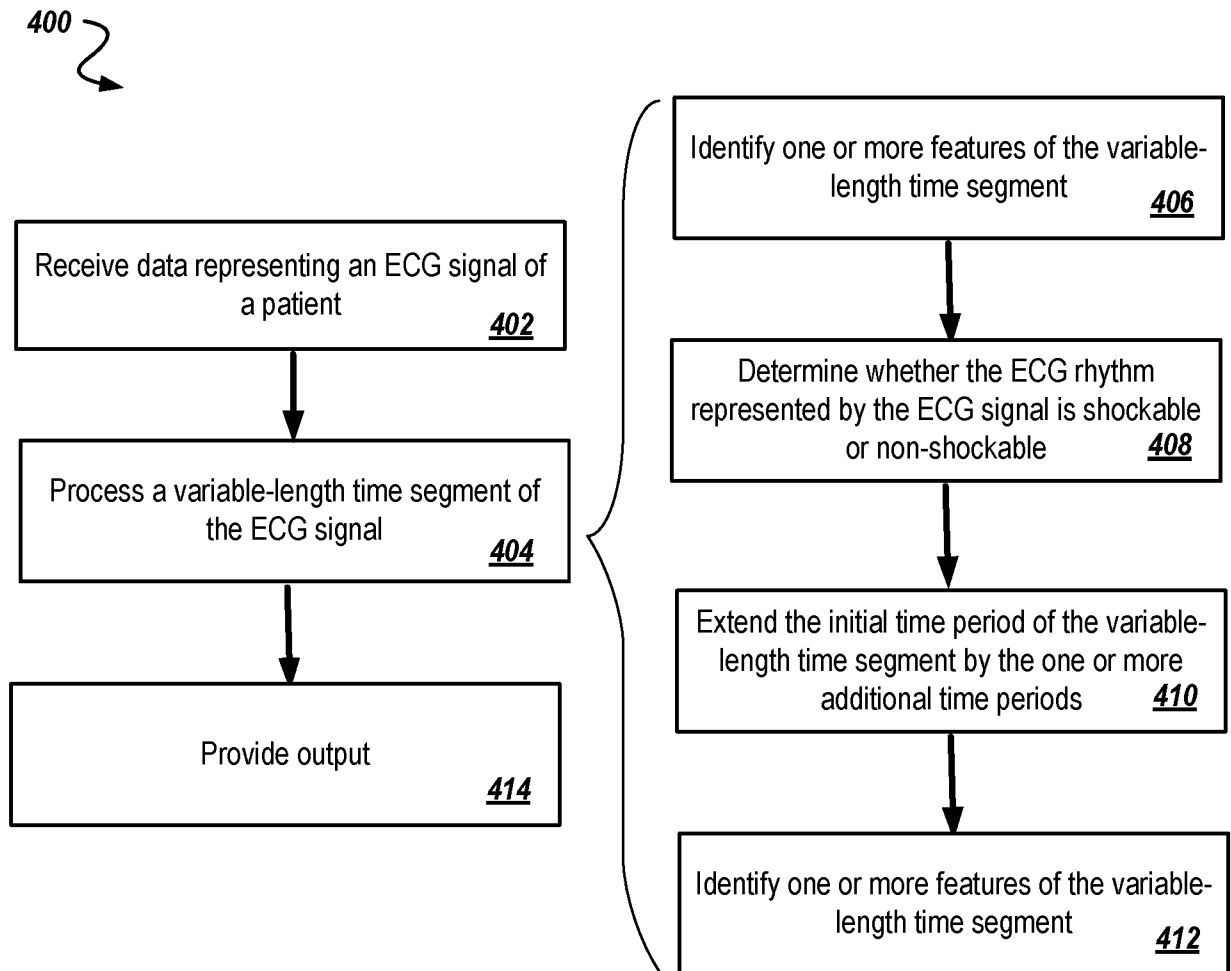 400
Receive data representing an ECG signal of
a patient
402
Process a variable-length time segment of
the ECG signal
404
Provide output
414
Identify one or more features of the variable-
length time segment
406
Determine whether the ECG rhythm
represented by the ECG signal is shockable
or non-shockable
408
Extend the initial time period of the variable-
length time segment by the one or more
additional time periods
410
Identify one or more features of the variable-
length time segment
412